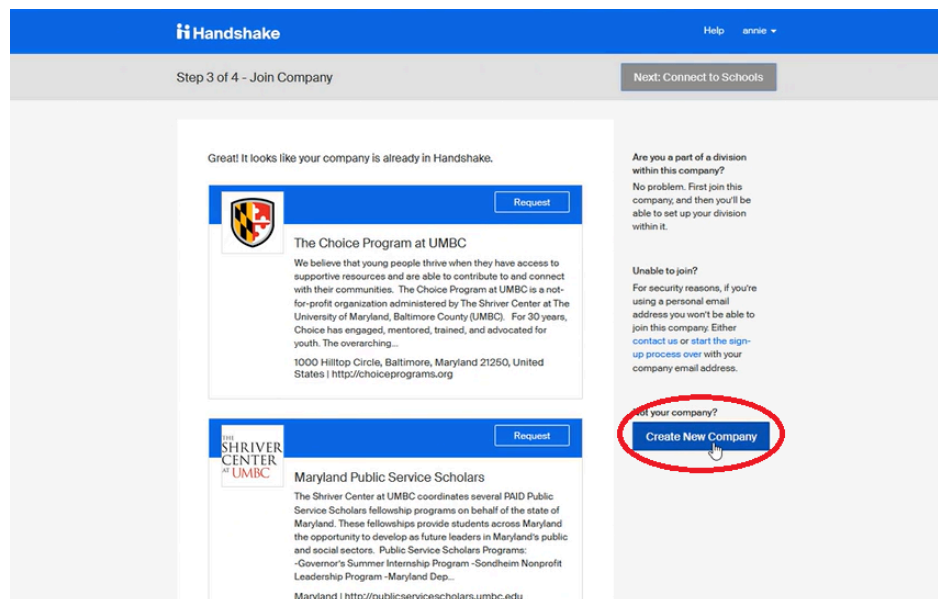 Handshake
Help annie
Step 3 of 4 - Join Company
Next: Connect to Schools
Great! It looks like your company is already in Handshake.
Request
The Choice Program at UMBC
We believe that young people thrive when they have access to
supportive resources and are able to contribute to and connect
with their communities. The Choice Program at UMBC is a not-
for-profit organization administered by The Shriver Center at The
University of Maryland, Baltimore County (UMBC). For 30 years,
Choice has engaged, mentored, trained, and advocated for
youth. The overarching...
1000 Hilltop Circle, Baltimore, Maryland 21250, United
States | http://choiceprograms.org
THE
SHRIVER
CENTER
AT UMBC
Request
Maryland Public Service Scholars
The Shriver Center at UMBC coordinates several PAID Public
Service Scholars fellowship programs on behalf of the state of
Maryland. These fellowships provide students across Maryland
the opportunity to develop as future leaders in Maryland's public
and social sectors. Public Service Scholars Programs:
-Governor's Summer Internship Program -Sondheim Nonprofit
Leadership Program -Maryland Dep...
Maryland | http://publicservicescholars.umbc.edu
Are you a part of a division
within this company?
No problem. First join this
company, and then you'll be
able to set up your division
within it.
Unable to join?
For security reasons, if you're
using a personal email
address you won't be able to
join this company. Either
contact us or start the sign-
up process over with your
company email address.
Not your company?
Create New Company